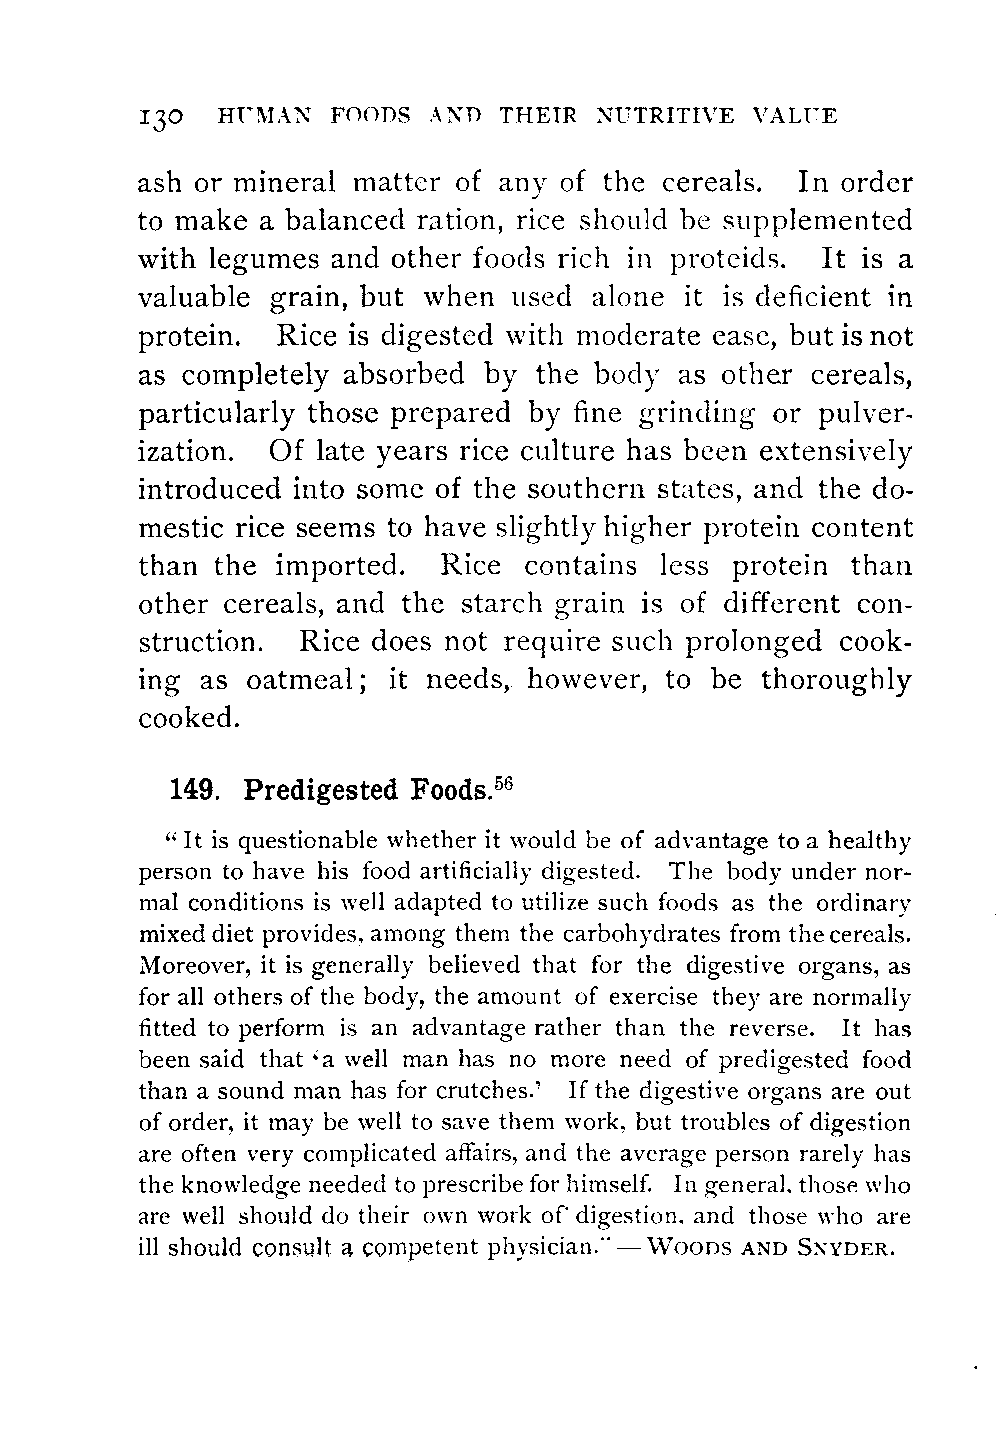 130 HUMAN FOODS AND THEIR NUTRITIVE VALUE
ash or mineral matter of any of the cereals. In order
to make a balanced ration, rice should be supplemented
with legumes and other foods rich in proteids. It is a
valuable grain, but when used alone it is deficient in
protein. Rice is digested with moderate ease, but is not
as completely absorbed by the body as other cereals,
particularly those prepared by fine grinding or pulver-
ization. Of late years rice culture has been extensively
introduced into some of the southern states, and the do-
mestic rice seems to have slightly higher protein content
than the imported. Rice contains less protein than
other cereals, and the starch grain is of different con-
struction. Rice does not require such prolonged cook-
ing as oatmeal; it needs, however, to be thoroughly
cooked.
149. Predigested Foods.⁵⁶
“It is questionable whether it would be of advantage to a healthy
person to have his food artificially digested. The body under nor-
mal conditions is well adapted to utilize such foods as the ordinary
mixed diet provides, among them the carbohydrates from the cereals.
Moreover, it is generally believed that for the digestive organs, as
for all others of the body, the amount of exercise they are normally
fitted to perform is an advantage rather than the reverse. It has
been said that ‘a well man has no more need of predigested food
than a sound man has for crutches.’ If the digestive organs are out
of order, it may be well to save them work, but troubles of digestion
are often very complicated affairs, and the average person rarely has
the knowledge needed to prescribe for himself. In general, those who
are well should do their own work of digestion, and those who are
ill should consult a competent physician.” — WOODS AND SNYDER.